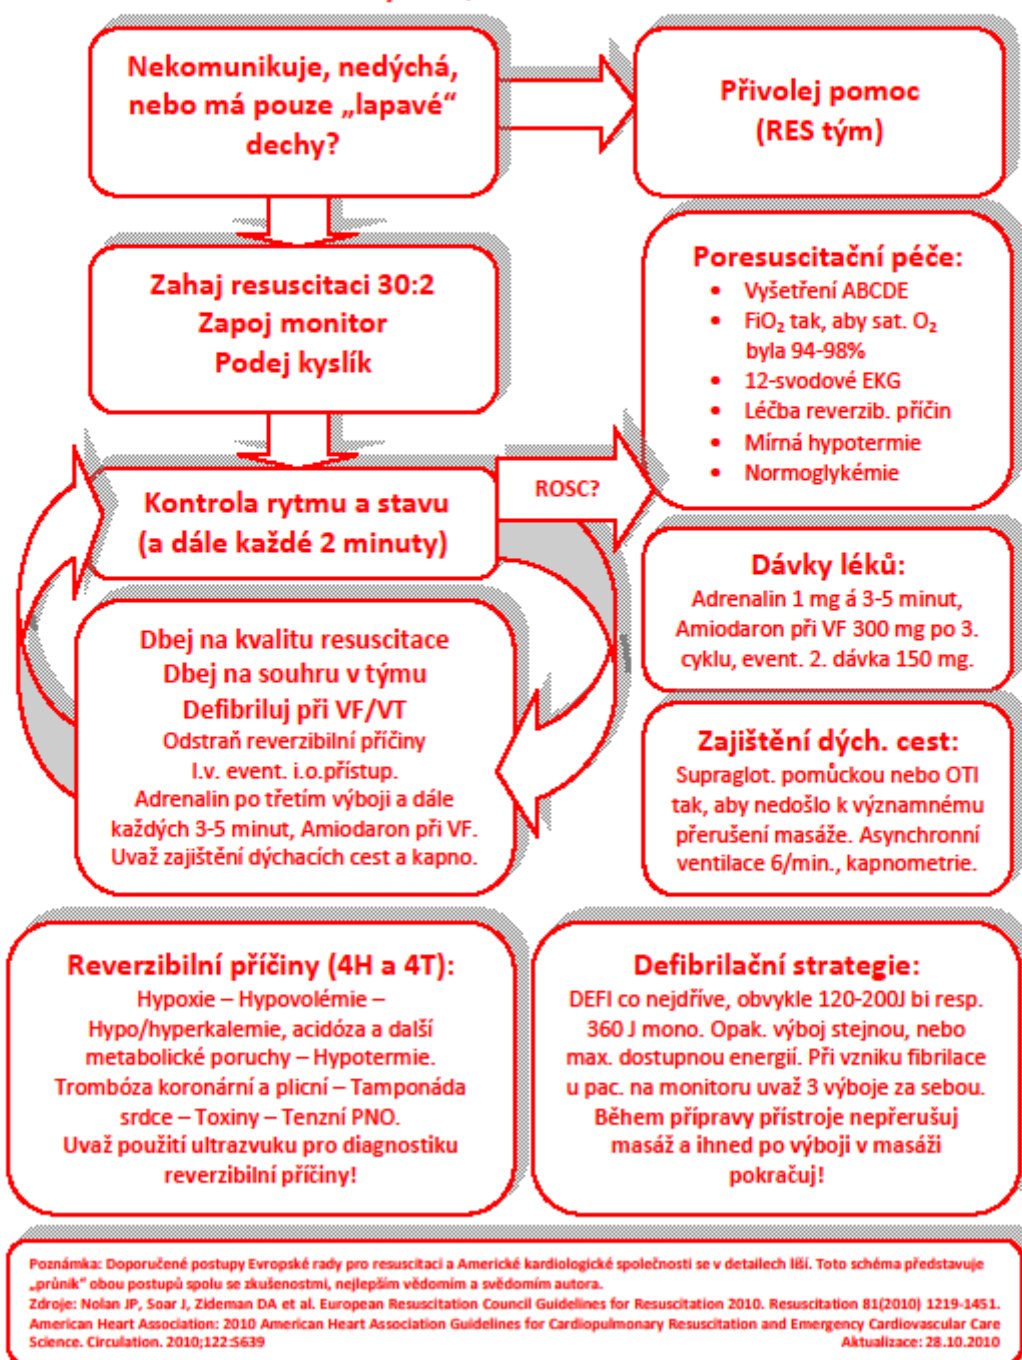 Nekomunikuje, nedýchá,
nebo má pouze „lapavé“
dechy?
Přivolej pomoc
(RES tým)
Zahaj resuscitaci 30:2
Zapoj monitor
Podej kyslík
Poresuscitační péče:
• Vyšetření ABCDE
• FiO₂ tak, aby sat. O₂
byla 94-98%
• 12-svodové EKG
• Léčba reverzib. příčin
• Mírná hypotermie
• Normoglykémie
Kontrola rytmu a stavu
(a dále každé 2 minuty)
ROSC?
Dávky léků:
Adrenalin 1 mg á 3-5 minut,
Amiodaron při VF 300 mg po 3.
cyklu, event. 2. dávka 150 mg.
Dbej na kvalitu resuscitace
Dbej na souhru v týmu
Defibriluj při VF/VT
Odstraň reverzibilní příčiny
I.v. event. i.o.přístup.
Adrenalin po třetím výboji a dále
každých 3-5 minut, Amiodaron při VF.
Uvaž zajištění dýchacích cest a kapno.
Zajištění dých. cest:
Supraglot. pomůckou nebo OTI
tak, aby nedošlo k významnému
přerušení masáže. Asynchronní
ventilace 6/min., kapnometrie.
Reverzibilní příčiny (4H a 4T):
Hypoxie – Hypovolémie –
Hypo/hyperkalemie, acidóza a další
metabolické poruchy – Hypotermie.
Trombóza koronární a plicní – Tamponáda
srdce – Toxiny – Tenzní PNO.
Uvaž použití ultrazvuku pro diagnostiku
reverzibilní příčiny!
Defibrilační strategie:
DEFI co nejdříve, obvykle 120-200J bi resp.
360 J mono. Opak. výboj stejnou, nebo
max. dostupnou energií. Při vzniku fibrilace
u pac. na monitoru uvaž 3 výboje za sebou.
Během přípravy přístroje nepřerušuj
masáž a ihned po výboji v masáži
pokračuj!
Poznámka: Doporučené postupy Evropské rady pro resuscitaci a Americké kardiologické společnosti se v detailech liší. Toto schéma představuje
„průnik“ obou postupů spolu se zkušenostmi, nejlepším vědomím a svědomím autora.
Zdroje: Nolan JP, Soar J, Zideman DA et al. European Resuscitation Council Guidelines for Resuscitation 2010. Resuscitation 81(2010) 1219-1451.
American Heart Association: 2010 American Heart Association Guidelines for Cardiopulmonary Resuscitation and Emergency Cardiovascular Care
Science. Circulation. 2010;122:S639 Aktualizace: 28.10.2010